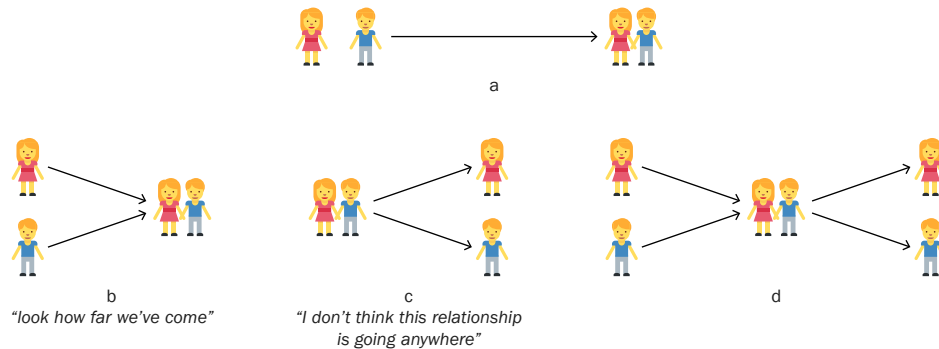 a
b
"look how far we've come"
c
"I don't think this relationship
is going anywhere"
d